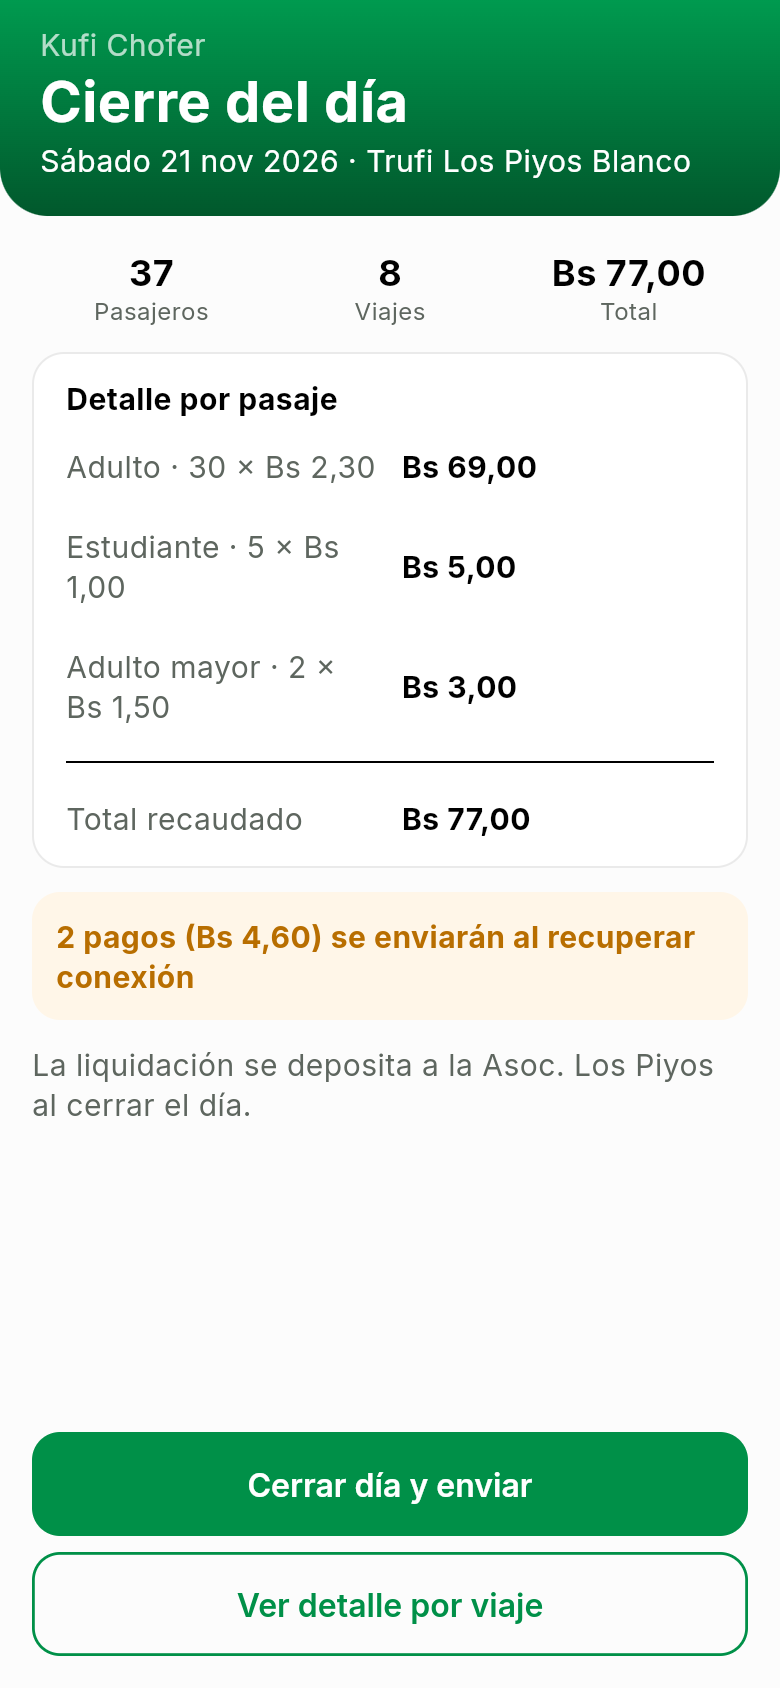 Kufi Chofer
Cierre del día
Sábado 21 nov 2026 · Trufi Los Piyos Blanco
37
Pasajeros
8
Viajes
Bs 77,00
Total
Detalle por pasaje
Adulto · 30 × Bs 2,30 Bs 69,00
Estudiante · 5 × Bs
1,00
Bs 5,00
Adulto mayor · 2 ×
Bs 1,50
Bs 3,00
Total recaudado Bs 77,00
2 pagos (Bs 4,60) se enviarán al recuperar
conexión
La liquidación se deposita a la Asoc. Los Piyos
al cerrar el día.
Cerrar día y enviar
Ver detalle por viaje